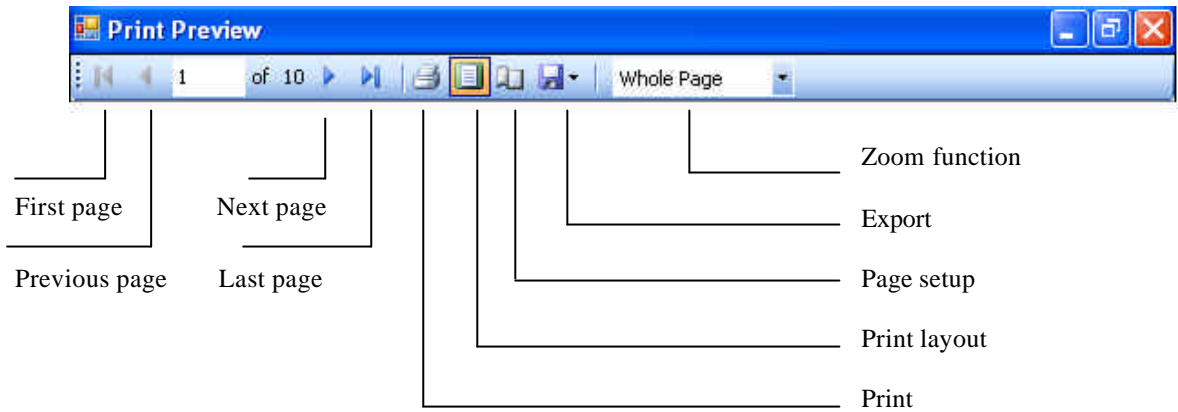 Print Preview
1 of 10 Whole Page
Zoom function
First page Next page
Export
Previous page Last page
Page setup
Print layout
Print